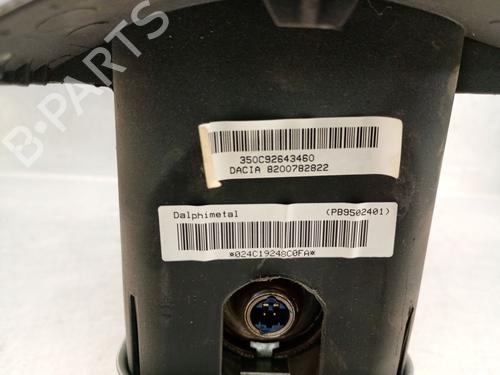 B-PARTS
350C92643460
DACIA 8200782822
Dalphimetal (PB9502401)
*024C19248C0FA*